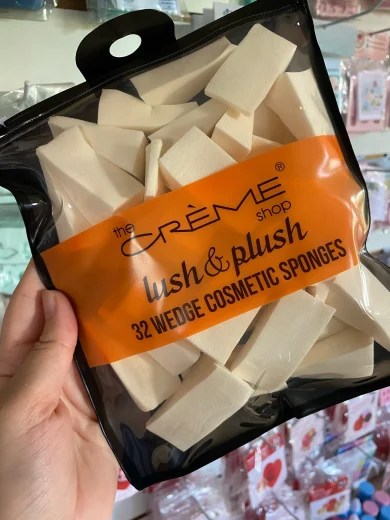 the
CRÈME®
shop
lush & plush
32 WEDGE COSMETIC SPONGES